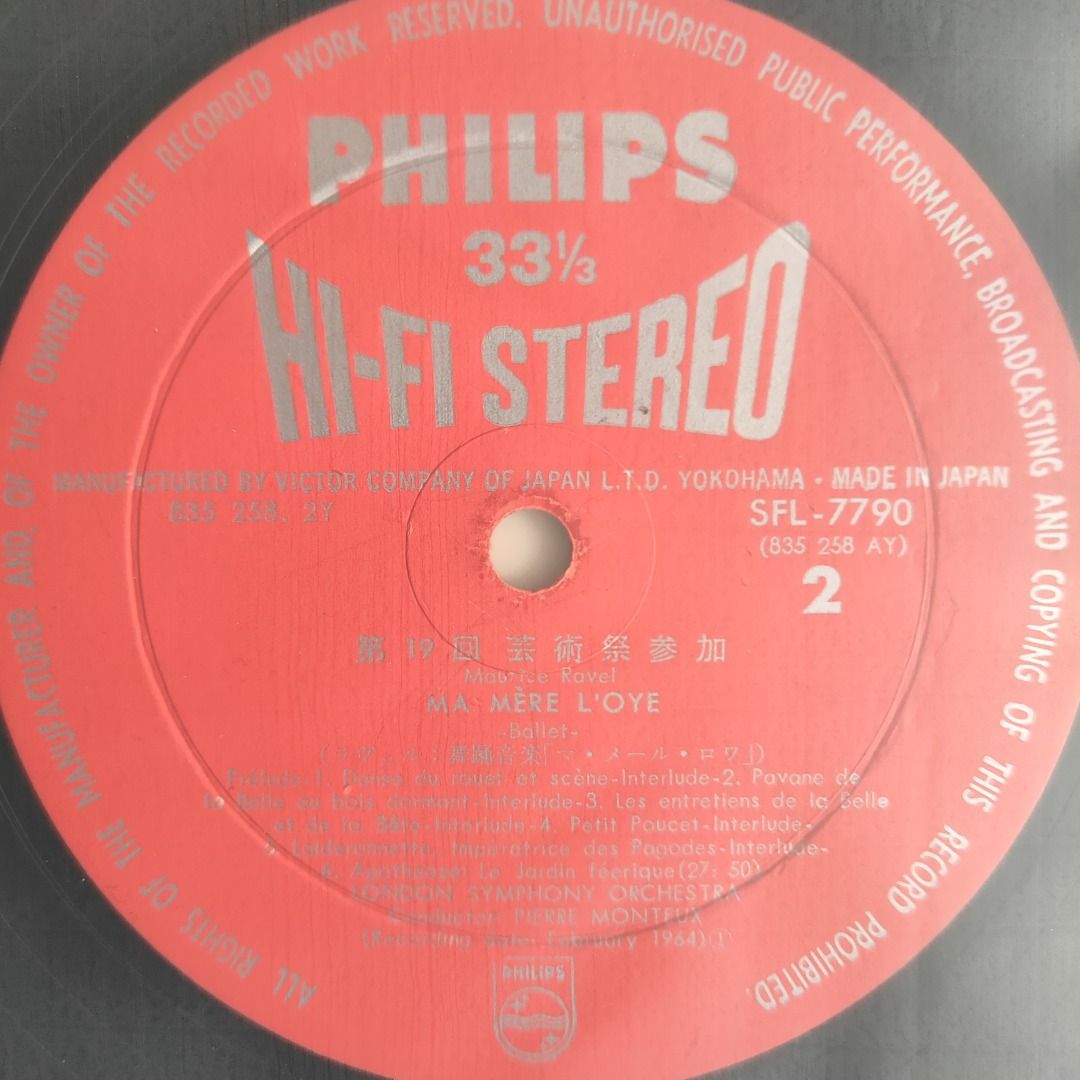 ALL RIGHTS OF THE MANUFACTURER AND, OF THE OWNER OF THE RECORDED WORK RESERVED. UNAUTHORISED PUBLIC PERFORMANCE, BROADCASTING AND COPYING OF THIS RECORD PROHIBITED.
PHILIPS
33⅓
HI-FI STEREO
MANUFACTURED BY VICTOR COMPANY OF JAPAN L.T.D. YOKOHAMA · MADE IN JAPAN
835 258. 2Y
SFL-7790
(835 258 AY)
2
第19回 芸術祭参加
Maurice Ravel
MA MÈRE L'OYE
-Ballet-
(ラヴェル:舞踊音楽「マ・メール・ロワ」)
Prélude-1. Danse du rouet et scène-Interlude-2. Pavane de
la Belle au bois dormant-Interlude-3. Les entretiens de la Belle
et de la Bête-Interlude-4. Petit Poucet-Interlude-
5. Laideronnette, Impératrice des Pagodes-Interlude-
6. Apothéose: Le Jardin féerique(27: 50)
LONDON SYMPHONY ORCHESTRA
Conductor: PIERRE MONTEUX
(Recording date: February 1964)①
PHILIPS